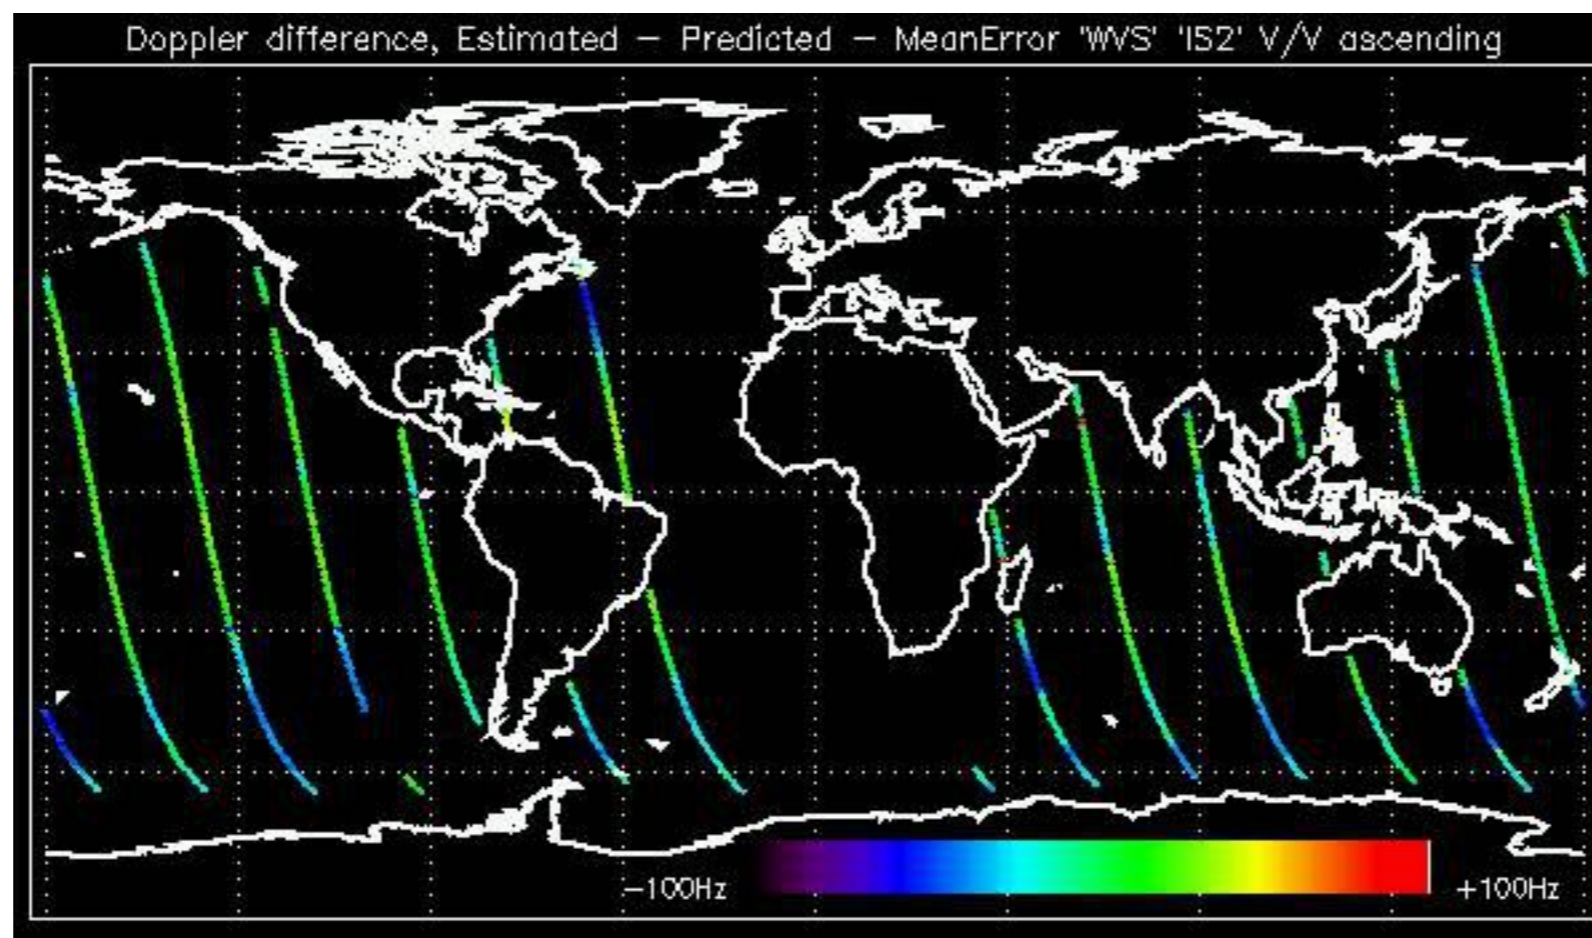 Doppler difference, Estimated – Predicted – MeanError 'WVS' 'IS2' V/V ascending
−100Hz
+100Hz